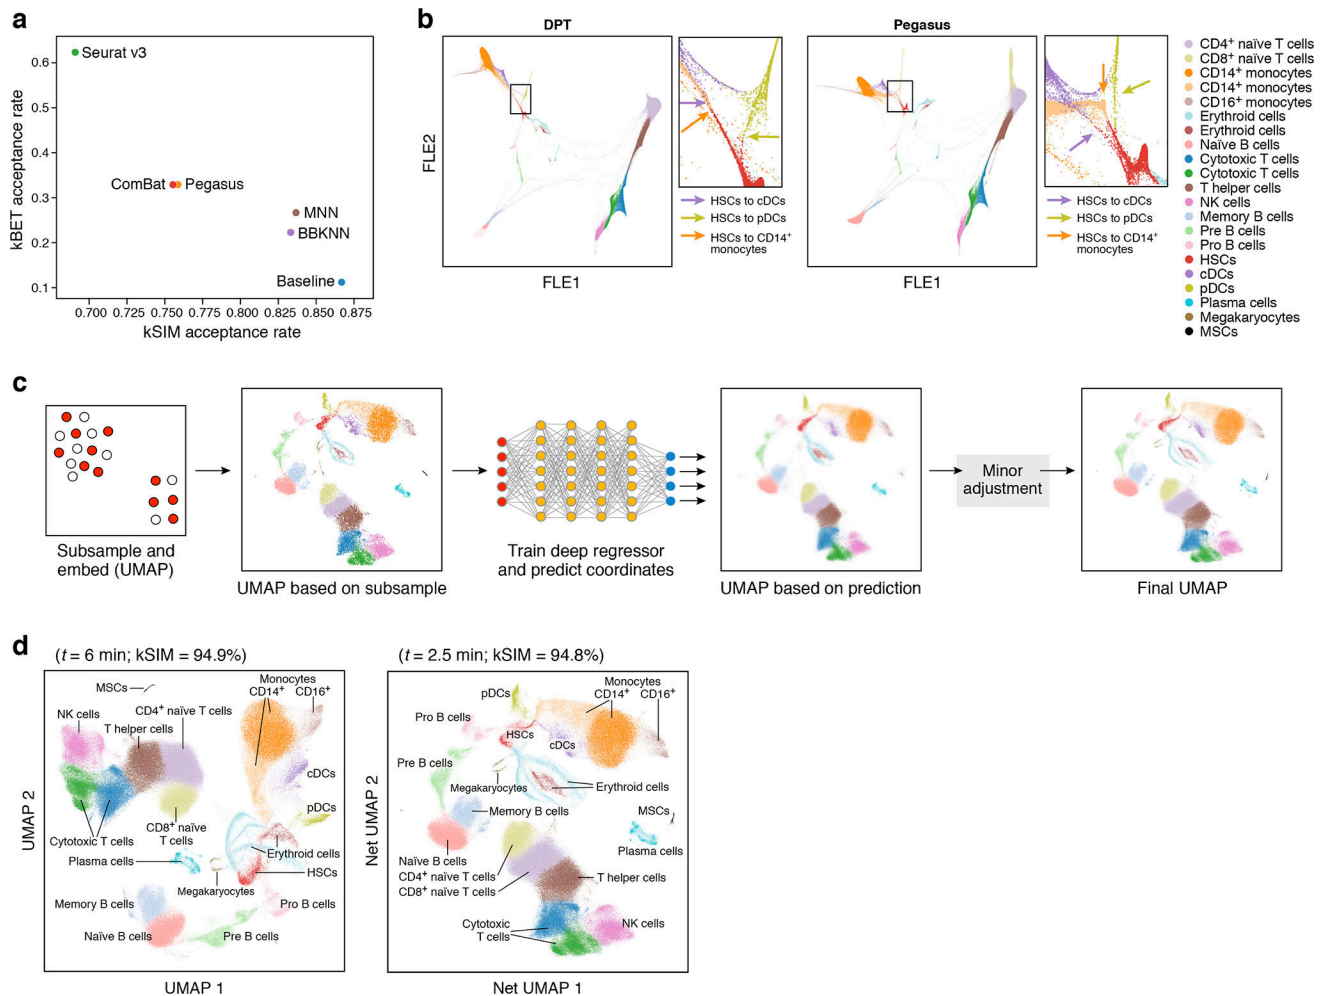 a
Seurat v3
ComBat
Pegasus
MNN
BBKNN
Baseline
0.6
0.5
0.4
0.3
0.2
0.1
kBET acceptance rate
0.700 0.725 0.750 0.775 0.800 0.825 0.850 0.875
kSIM acceptance rate
b
DPT
Pegasus
FLE2
FLE1
FLE1
HSCs to cDCs
HSCs to pDCs
HSCs to CD14+
monocytes
HSCs to cDCs
HSCs to pDCs
HSCs to CD14+
monocytes
CD4+ naïve T cells
CD8+ naïve T cells
CD14+ monocytes
CD14+ monocytes
CD16+ monocytes
Erythroid cells
Erythroid cells
Naïve B cells
Cytotoxic T cells
Cytotoxic T cells
T helper cells
NK cells
Memory B cells
Pre B cells
Pro B cells
HSCs
cDCs
pDCs
Plasma cells
Megakaryocytes
MSCs
c
Subsample and
embed (UMAP)
UMAP based on subsample
Train deep regressor
and predict coordinates
UMAP based on prediction
Minor
adjustment
Final UMAP
d
(t = 6 min; kSIM = 94.9%)
MSCs
NK cells
CD4+ naïve T cells
T helper cells
Monocytes
CD14+
CD16+
cDCs
pDCs
Cytotoxic T cells
CD8+ naïve
T cells
Plasma cells
Erythroid cells
HSCs
Megakaryocytes
Memory B cells
Pro B cells
Naïve B cells
Pre B cells
UMAP 2
UMAP 1
(t = 2.5 min; kSIM = 94.8%)
pDCs
Monocytes
CD14+
CD16+
Pro B cells
HSCs
cDCs
Pre B cells
Megakaryocytes
Erythroid cells
Memory B cells
MSCs
Plasma cells
Naïve B cells
CD4+ naïve T cells
CD8+ naïve T cells
T helper cells
Cytotoxic
T cells
NK cells
Net UMAP 2
Net UMAP 1